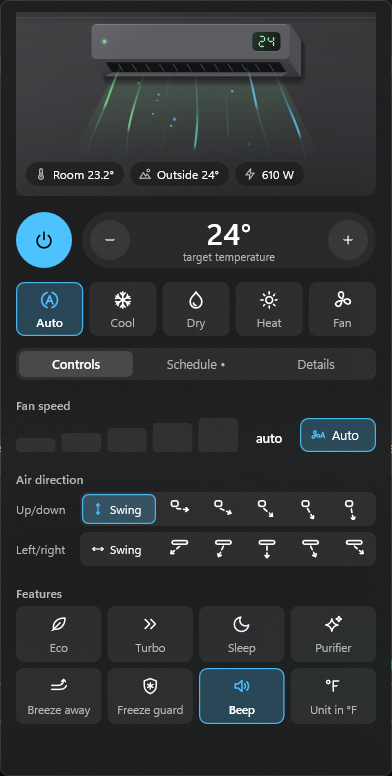 24
Room 23.2° Outside 24° 610 W
24°
target temperature
Auto Cool Dry Heat Fan
Controls Schedule • Details
Fan speed
auto A Auto
Air direction
Up/down Swing
Left/right Swing
Features
Eco Turbo Sleep Purifier
°F
Breeze away Freeze guard Beep Unit in °F